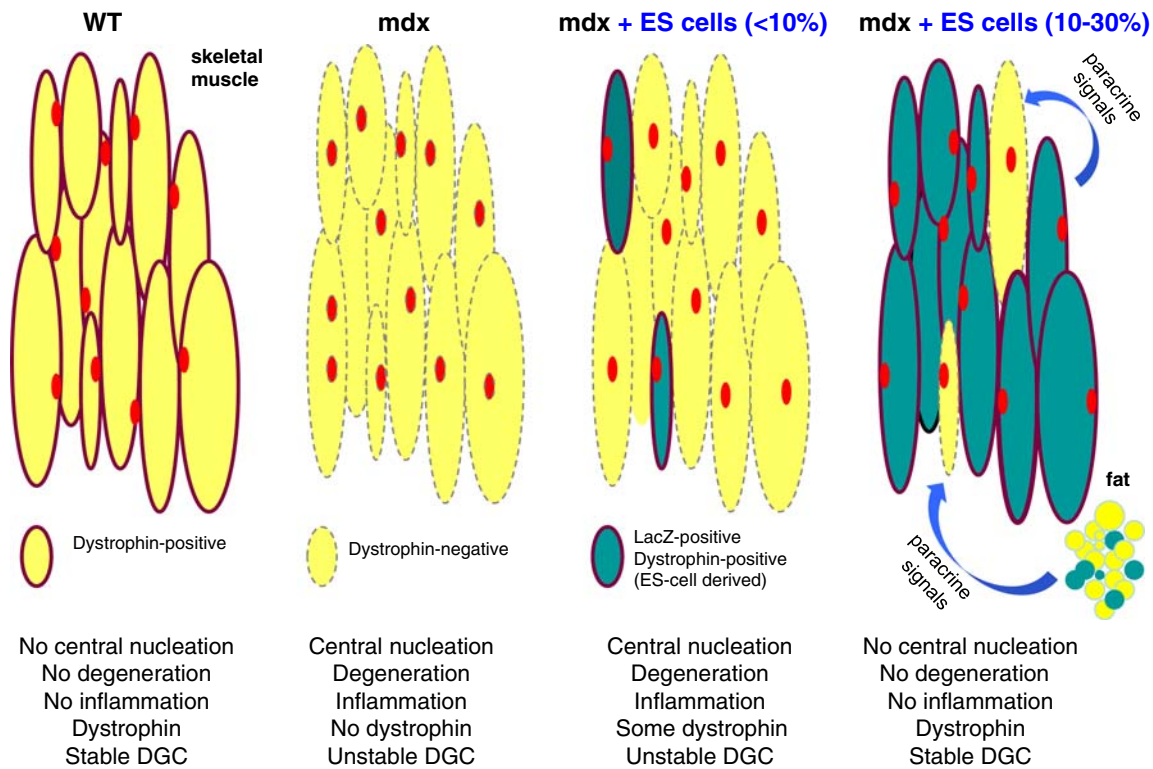 WT
mdx
mdx + ES cells (<10%)
mdx + ES cells (10-30%)
skeletal
muscle
paracrine
signals
fat
paracrine
signals
Dystrophin-positive
Dystrophin-negative
LacZ-positive
Dystrophin-positive
(ES-cell derived)
No central nucleation
No degeneration
No inflammation
Dystrophin
Stable DGC
Central nucleation
Degeneration
Inflammation
No dystrophin
Unstable DGC
Central nucleation
Degeneration
Inflammation
Some dystrophin
Unstable DGC
No central nucleation
No degeneration
No inflammation
Dystrophin
Stable DGC